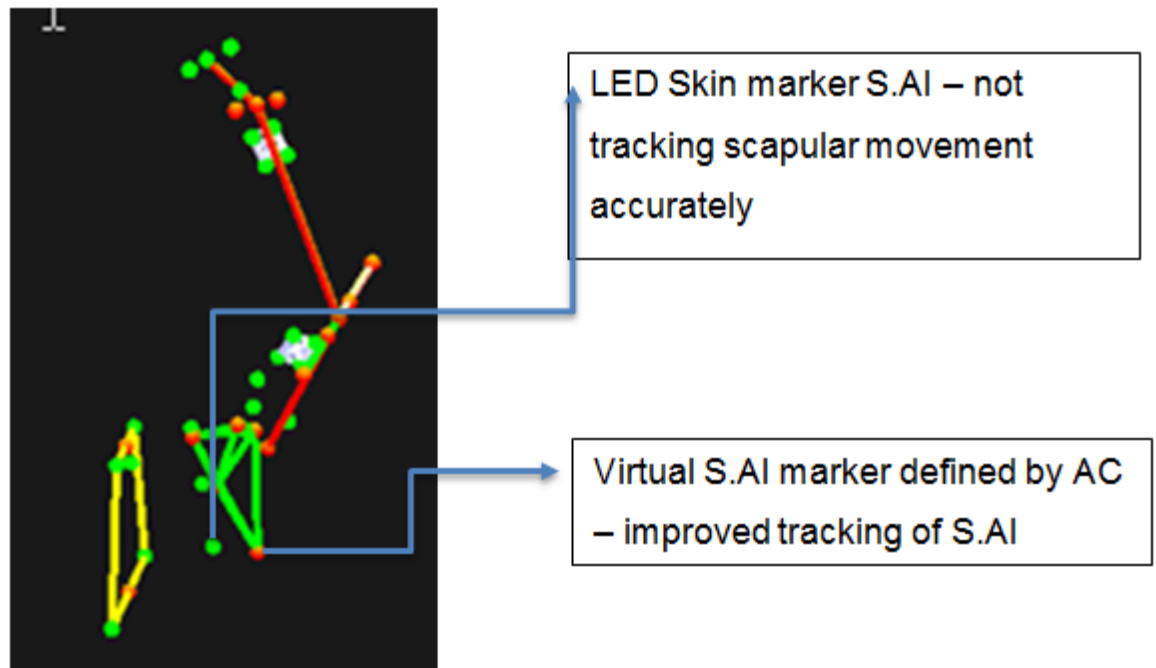 LED Skin marker S.AI – not
tracking scapular movement
accurately
Virtual S.AI marker defined by AC
– improved tracking of S.AI